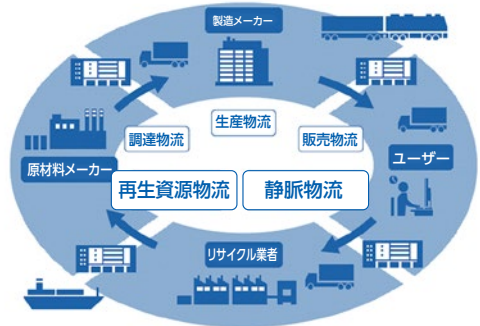 製造メーカー
生産物流
調達物流
販売物流
原材料メーカー
ユーザー
再生資源物流
静脈物流
リサイクル業者